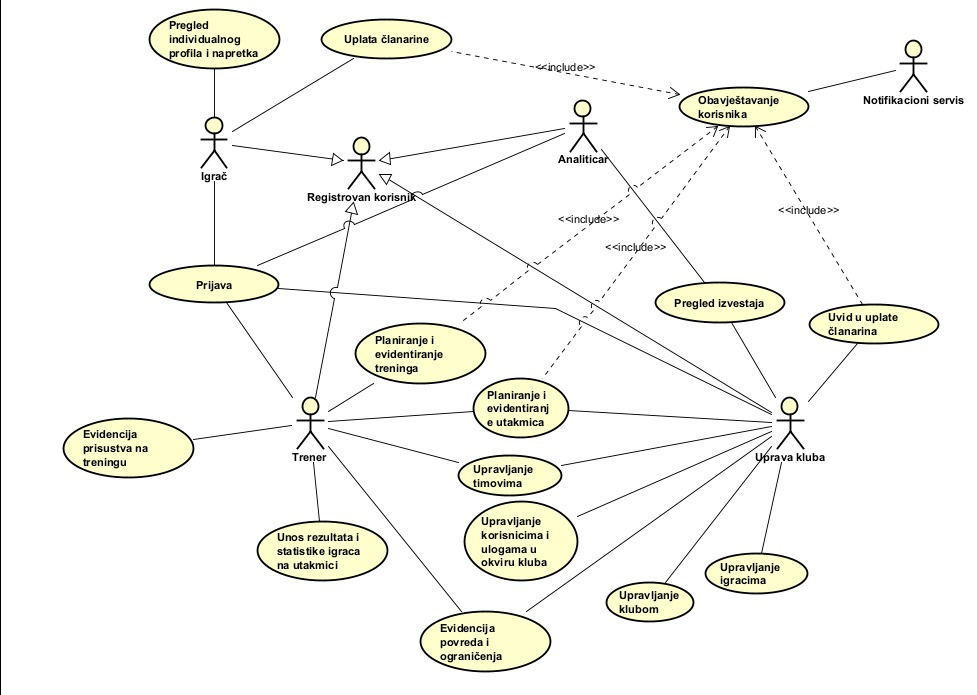 Pregled
individualnog
profila i napretka
Uplata članarine
<<include>>
Obavještavanje
korisnika
Notifikacioni servis
Igrač
Registrovan korisnik
Analiticar
<<include>>
<<include>>
<<include>>
Prijava
Pregled izvestaja
Uvid u uplate
članarina
Planiranje i
evidentiranje
treninga
Planiranje i
evidentiranj
e utakmica
Evidencija
prisustva na
treningu
Trener
Uprava kluba
Upravljanje
timovima
Unos rezultata i
statistike igraca
na utakmici
Upravljanje
korisnicima i
ulogama u
okviru kluba
Upravljanje
igracima
Upravljanje
klubom
Evidencija
povreda i
ograničenja